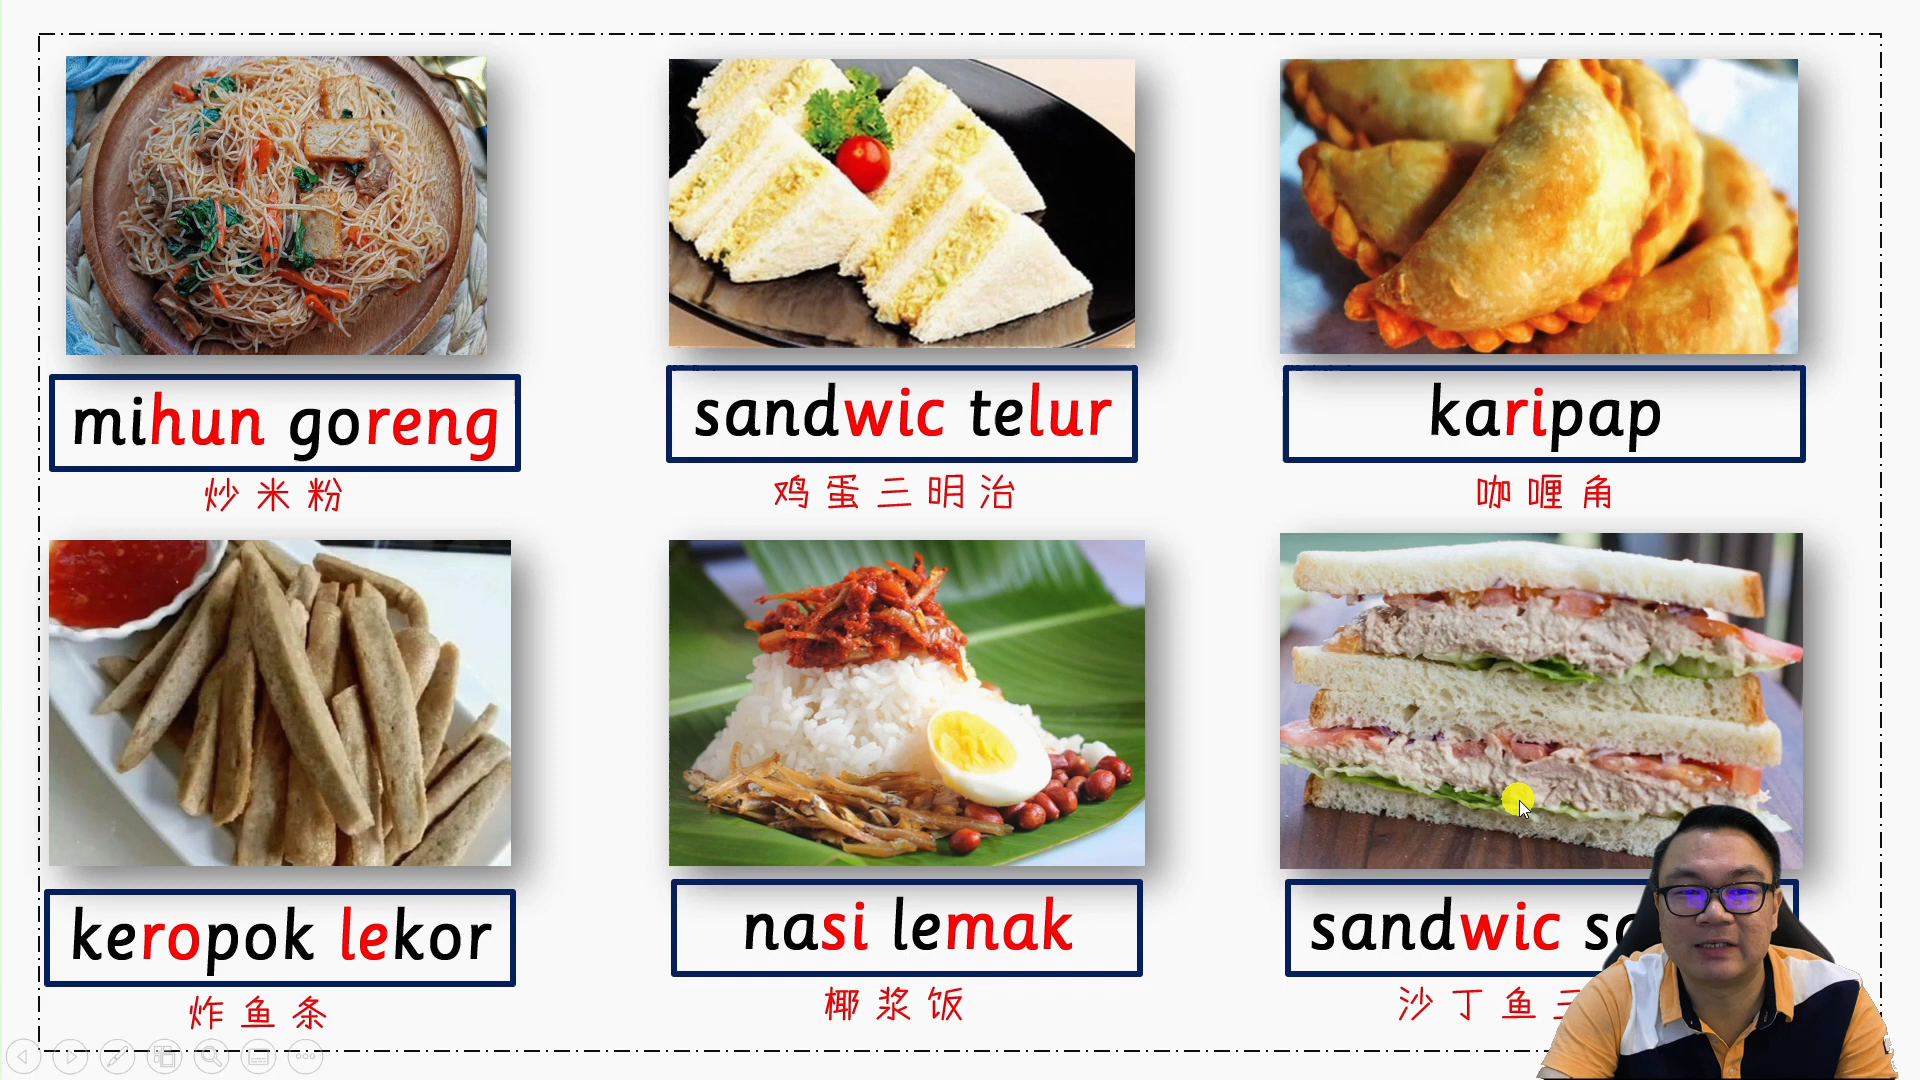 mihun goreng
炒米粉
sandwic telur
鸡蛋三明治
karipap
咖喱角
keropok lekor
炸鱼条
nasi lemak
椰浆饭
sandwic
沙丁鱼三